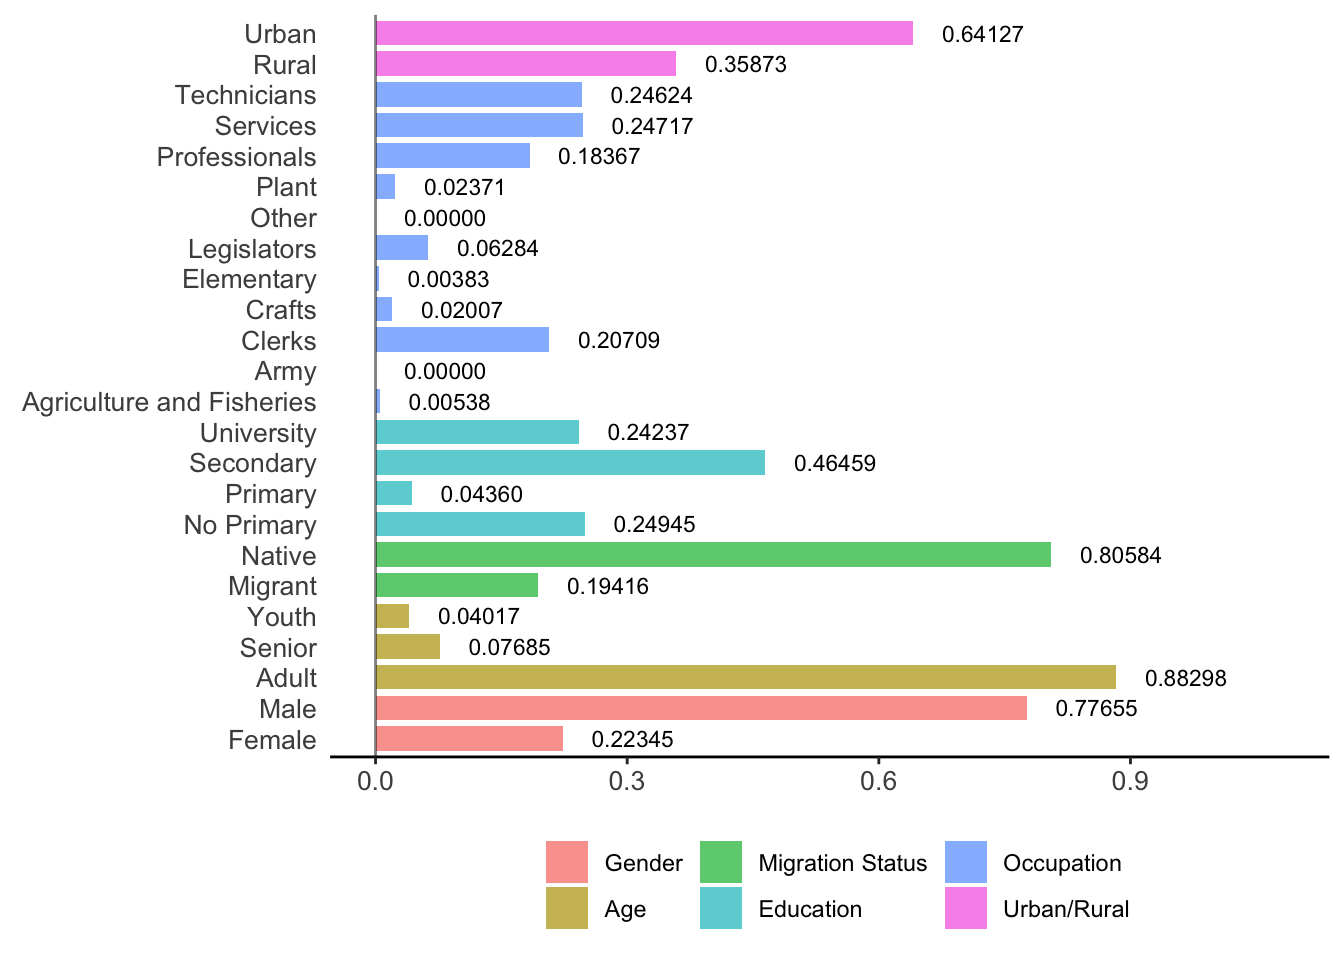 Urban 0.64127
Rural 0.35873
Technicians 0.24624
Services 0.24717
Professionals 0.18367
Plant 0.02371
Other 0.00000
Legislators 0.06284
Elementary 0.00383
Crafts 0.02007
Clerks 0.20709
Army 0.00000
Agriculture and Fisheries 0.00538
University 0.24237
Secondary 0.46459
Primary 0.04360
No Primary 0.24945
Native 0.80584
Migrant 0.19416
Youth 0.04017
Senior 0.07685
Adult 0.88298
Male 0.77655
Female 0.22345
0.0 0.3 0.6 0.9
Gender Migration Status Occupation
Age Education Urban/Rural